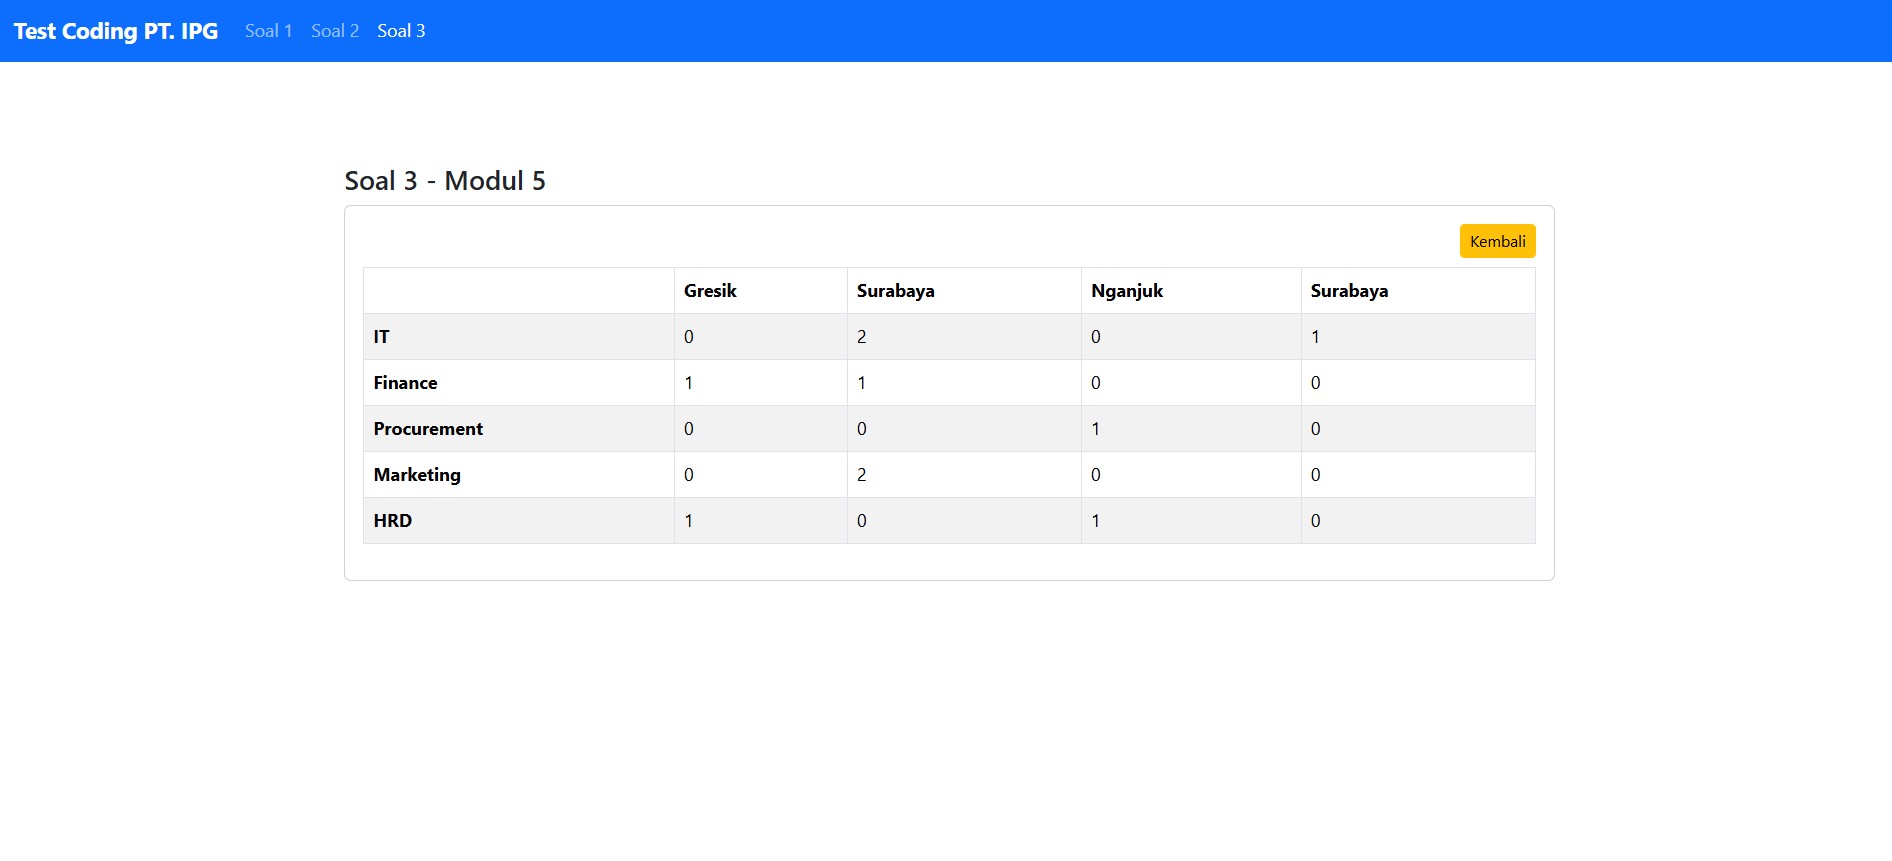 Test Coding PT. IPG Soal 1 Soal 2 Soal 3
Soal 3 - Modul 5
Kembali
Gresik Surabaya Nganjuk Surabaya
IT 0 2 0 1
Finance 1 1 0 0
Procurement 0 0 1 0
Marketing 0 2 0 0
HRD 1 0 1 0